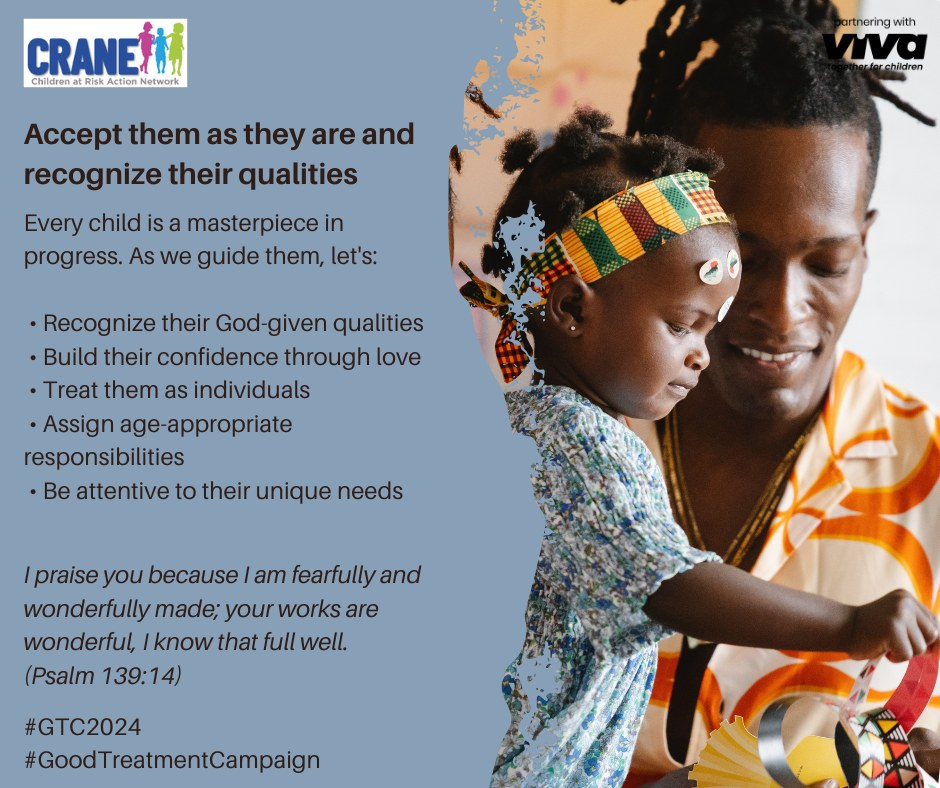 CRANE
Children at Risk Action Network
partnering with
viva
together for children
Accept them as they are and
recognize their qualities
Every child is a masterpiece in
progress. As we guide them, let's:
• Recognize their God-given qualities
• Build their confidence through love
• Treat them as individuals
• Assign age-appropriate
responsibilities
• Be attentive to their unique needs
I praise you because I am fearfully and
wonderfully made; your works are
wonderful, I know that full well.
(Psalm 139:14)
#GTC2024
#GoodTreatmentCampaign